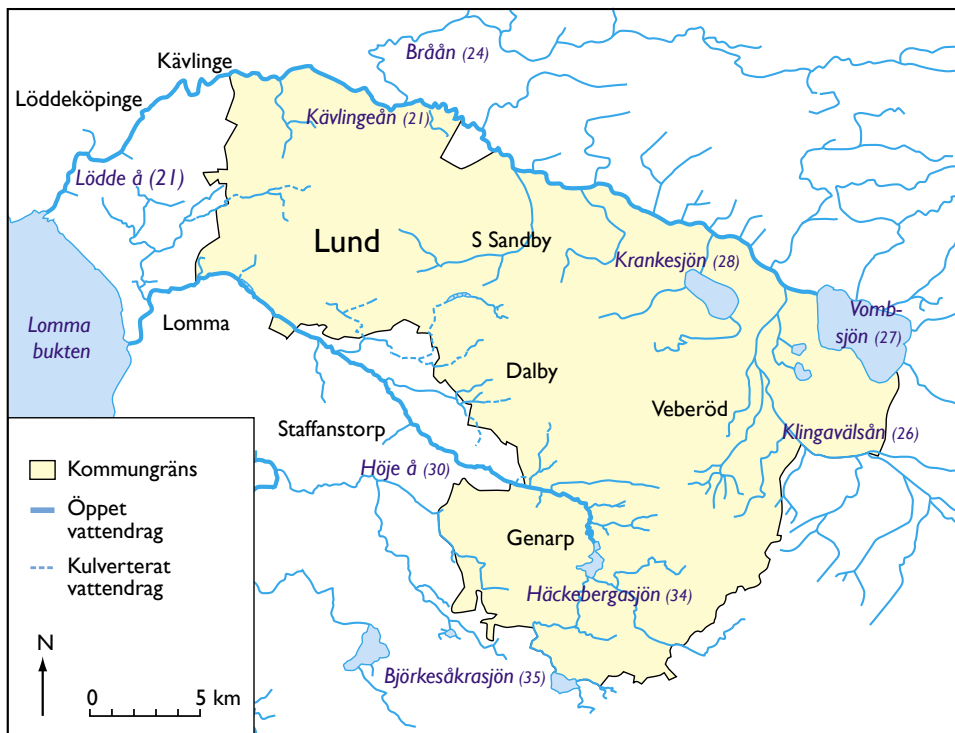 Bråån (24)
Kävlinge
Löddeköpinge
Kävlingeån (21)
Lödde å (21)
Lund
S Sandby
Krankesjön (28)
Lomma
bukten
Lomma
Vomb-
sjön (27)
Dalby
Veberöd
Staffanstorp
Klingavälsån (26)
Höje å (30)
Genarp
Häckebergasjön (34)
Björkesåkrasjön (35)
Kommungräns
Öppet
vattendrag
Kulverterat
vattendrag
N
0 5 km